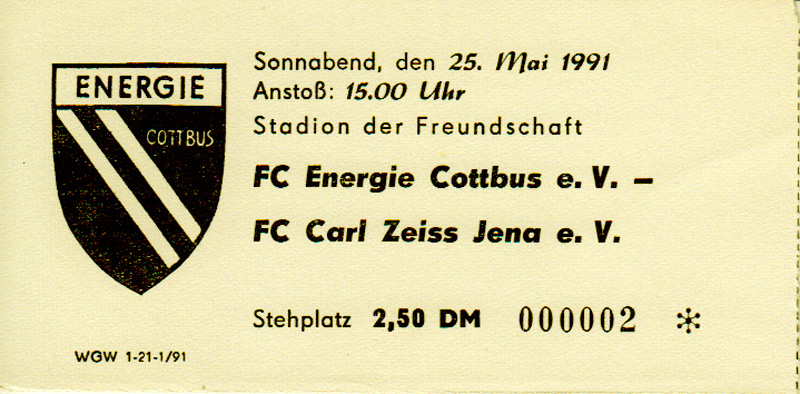 ENERGIE
COTTBUS
Sonnabend, den 25. Mai 1991
Anstoß: 15.00 Uhr
Stadion der Freundschaft
FC Energie Cottbus e. V. –
FC Carl Zeiss Jena e. V.
Stehplatz 2,50 DM 000002 *
WGW 1-21-1/91